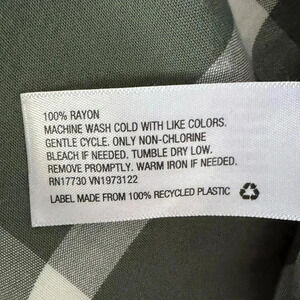 100% RAYON
MACHINE WASH COLD WITH LIKE COLORS.
GENTLE CYCLE. ONLY NON-CHLORINE
BLEACH IF NEEDED. TUMBLE DRY LOW.
REMOVE PROMPTLY. WARM IRON IF NEEDED.
RN17730 VN1973122
LABEL MADE FROM 100% RECYCLED PLASTIC